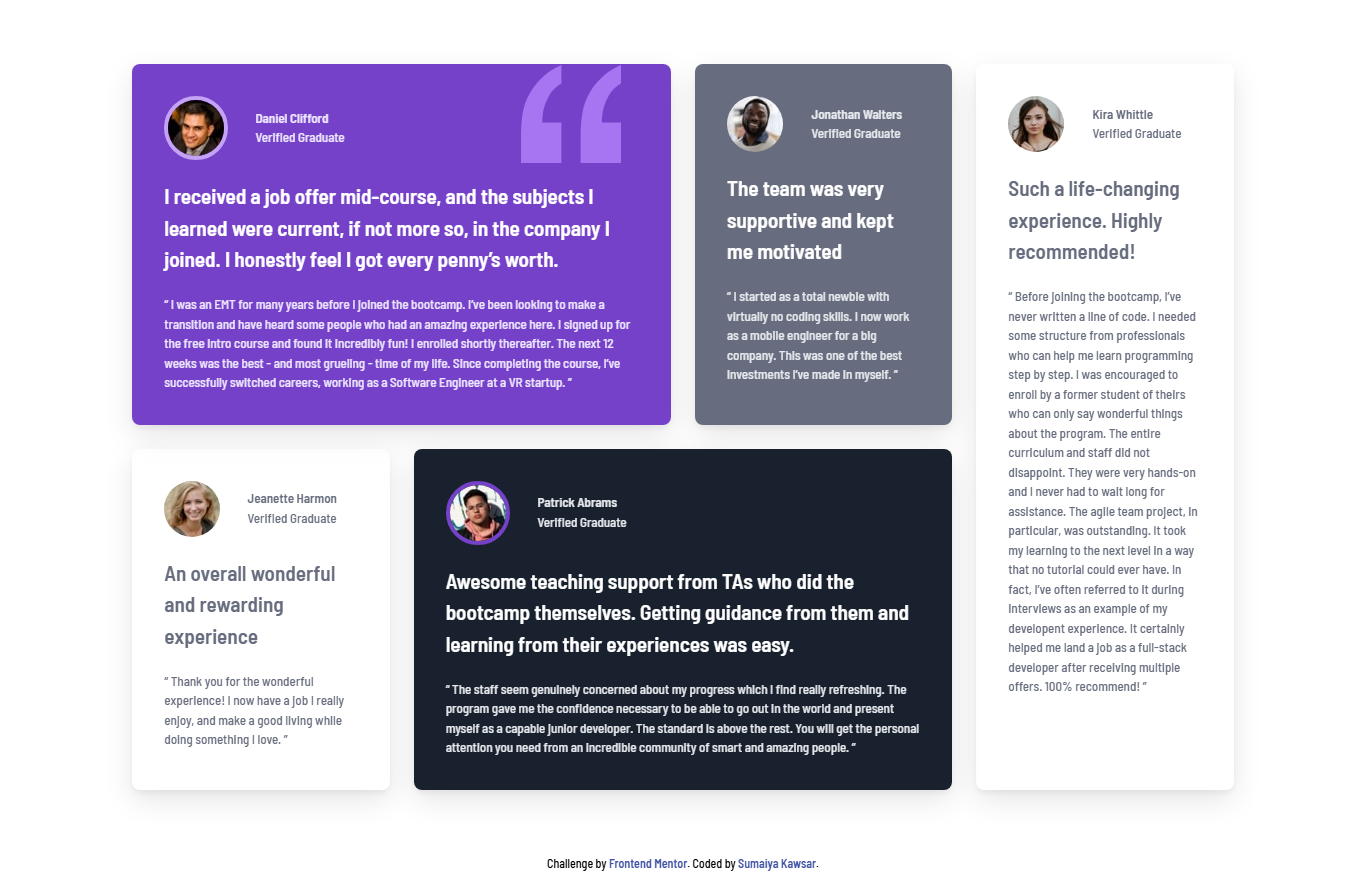 Daniel Clifford
Verified Graduate
I received a job offer mid-course, and the subjects I
learned were current, if not more so, in the company I
joined. I honestly feel I got every penny’s worth.
“ I was an EMT for many years before I joined the bootcamp. I’ve been looking to make a
transition and have heard some people who had an amazing experience here. I signed up for
the free intro course and found it incredibly fun! I enrolled shortly thereafter. The next 12
weeks was the best - and most grueling - time of my life. Since completing the course, I’ve
successfully switched careers, working as a Software Engineer at a VR startup. ”
Jonathan Walters
Verified Graduate
The team was very
supportive and kept
me motivated
“ I started as a total newbie with
virtually no coding skills. I now work
as a mobile engineer for a big
company. This was one of the best
investments I’ve made in myself. ”
Kira Whittle
Verified Graduate
Such a life-changing
experience. Highly
recommended!
“ Before joining the bootcamp, I’ve
never written a line of code. I needed
some structure from professionals
who can help me learn programming
step by step. I was encouraged to
enroll by a former student of theirs
who can only say wonderful things
about the program. The entire
curriculum and staff did not
disappoint. They were very hands-on
and I never had to wait long for
assistance. The agile team project, in
particular, was outstanding. It took
my learning to the next level in a way
that no tutorial could ever have. In
fact, I’ve often referred to it during
interviews as an example of my
developent experience. It certainly
helped me land a job as a full-stack
developer after receiving multiple
offers. 100% recommend! ”
Jeanette Harmon
Verified Graduate
An overall wonderful
and rewarding
experience
“ Thank you for the wonderful
experience! I now have a job I really
enjoy, and make a good living while
doing something I love. ”
Patrick Abrams
Verified Graduate
Awesome teaching support from TAs who did the
bootcamp themselves. Getting guidance from them and
learning from their experiences was easy.
“ The staff seem genuinely concerned about my progress which I find really refreshing. The
program gave me the confidence necessary to be able to go out in the world and present
myself as a capable junior developer. The standard is above the rest. You will get the personal
attention you need from an incredible community of smart and amazing people. ”
Challenge by Frontend Mentor. Coded by Sumaiya Kawsar.